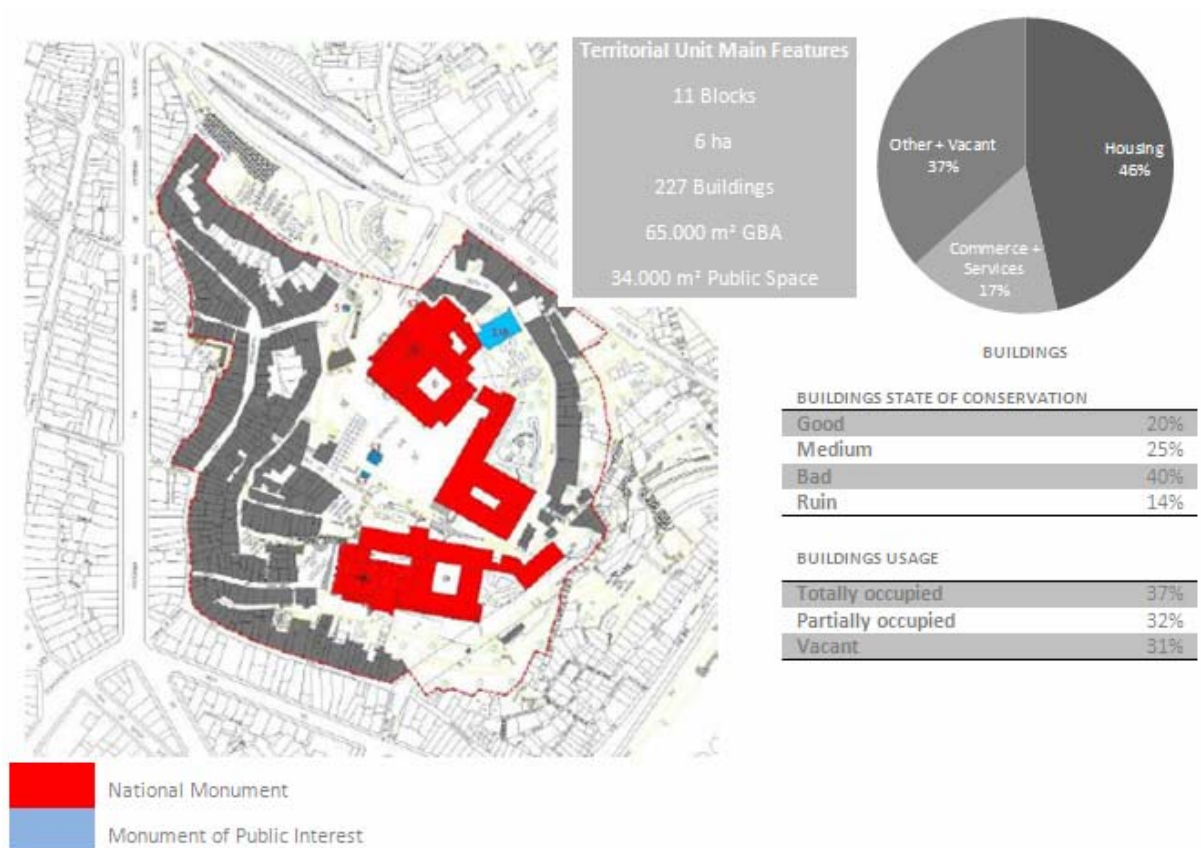 Territorial Unit Main Features
11 Blocks
6 ha
227 Buildings
65.000 m² GBA
34.000 m² Public Space
Other + Vacant
37%
Housing
46%
Commerce +
Services
17%
BUILDINGS
BUILDINGS STATE OF CONSERVATION
Good 20%
Medium 25%
Bad 40%
Ruin 14%
BUILDINGS USAGE
Totally occupied 37%
Partially occupied 32%
Vacant 31%
National Monument
Monument of Public Interest